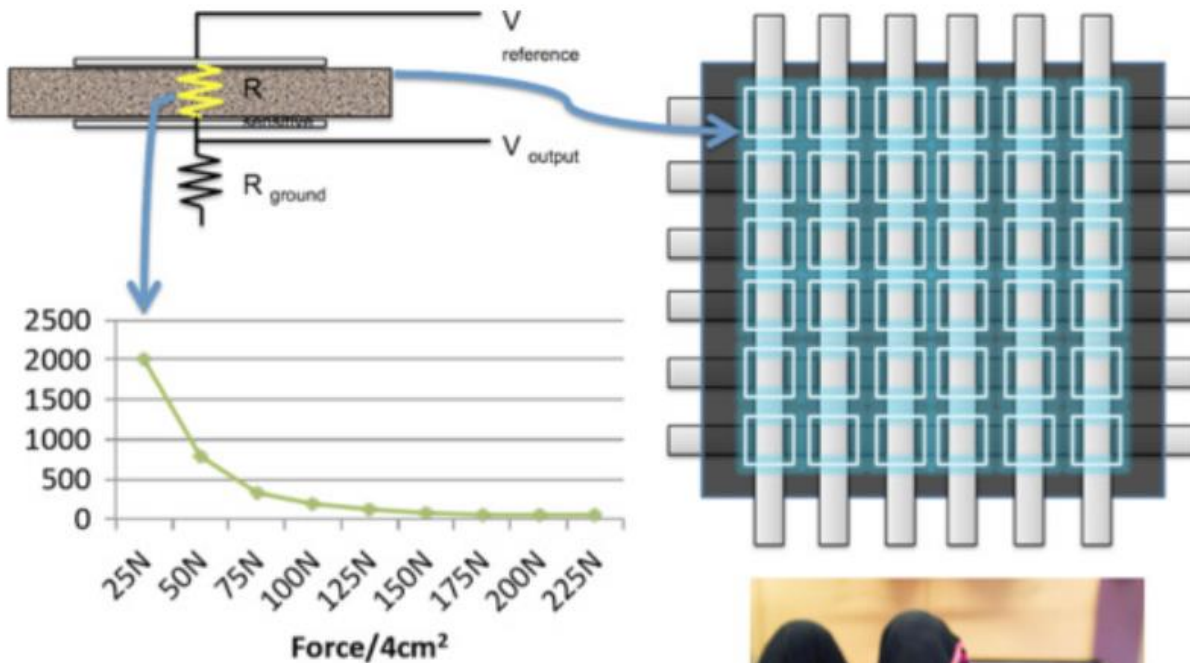 V
reference
R
sensitive
V output
R ground
2500
2000
1500
1000
500
0
25N
50N
75N
100N
125N
150N
175N
200N
225N
Force/4cm²